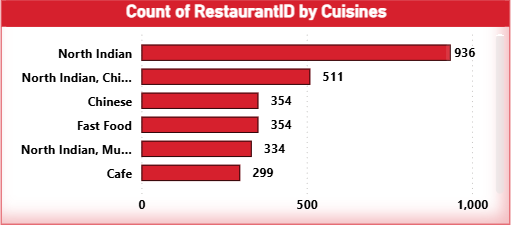 Count of RestaurantID by Cuisines
North Indian 936
North Indian, Chi... 511
Chinese 354
Fast Food 354
North Indian, Mu... 334
Cafe 299
0 500 1,000